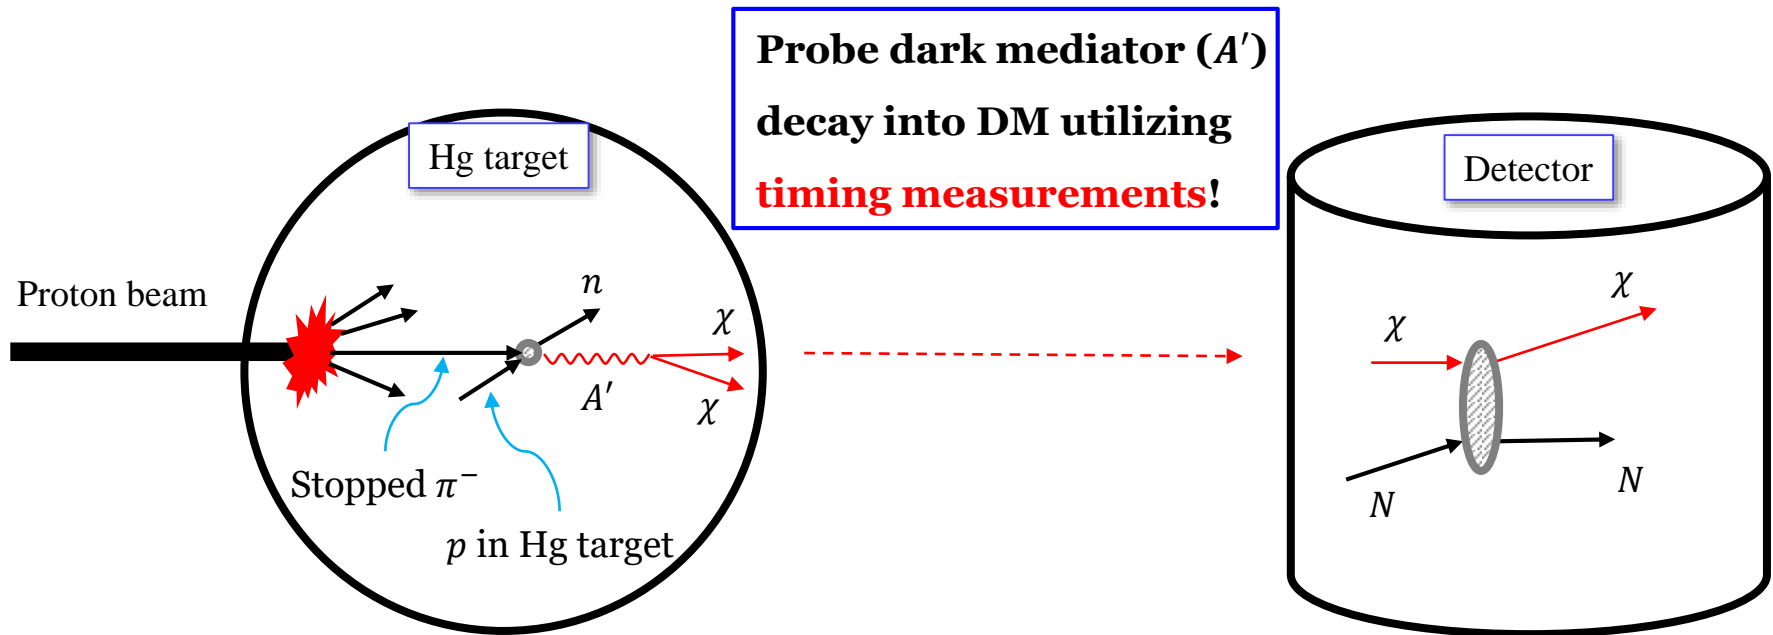 Probe dark mediator (A′)
decay into DM utilizing
timing measurements!
Hg target
Detector
Proton beam
n
χ
χ
A′
Stopped π⁻
p in Hg target
χ
χ
N
N